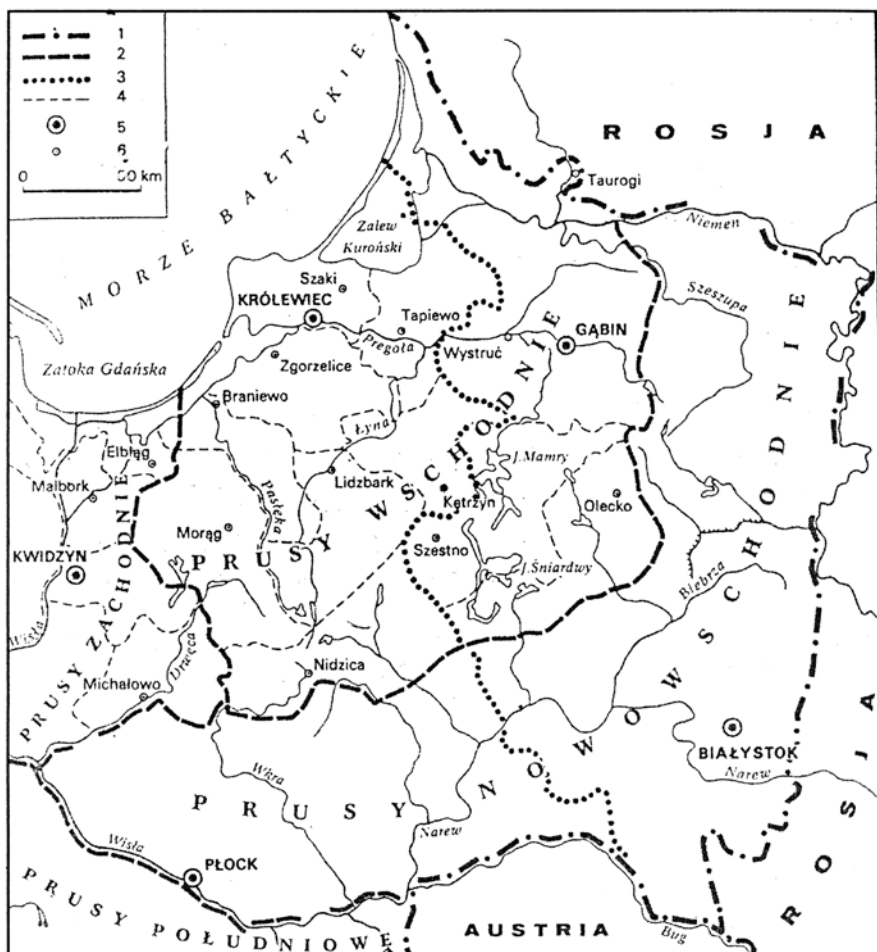 1
2
3
4
5
6
0 50 km
MORZE BAŁTYCKIE
ROSJA
Taurogi
Niemen
Zalew
Kuroński
Szaki
KRÓLEWIEC
Tapiewo
Pregoła
Wystruć
GĄBIN
Szeszupa
Zgorzelice
Zatoka Gdańska
Braniewo
Elbląg
Malbork
Łyna
Lidzbark
J. Mamry
Kętrzyn
Olecko
Pasłęka
Morąg
Szestno
J. Śniardwy
KWIDZYN
PRUSY WSCHODNIE
Biebrza
Wisła
PRUSY ZACHODNIE
Drwęca
Nidzica
Michałowo
BIAŁYSTOK
Narew
Wkra
PRUSY NOWOWSCHODNIE
Narew
Wisła
PŁOCK
ROSJA
PRUSY POŁUDNIOWE
AUSTRIA
Bug